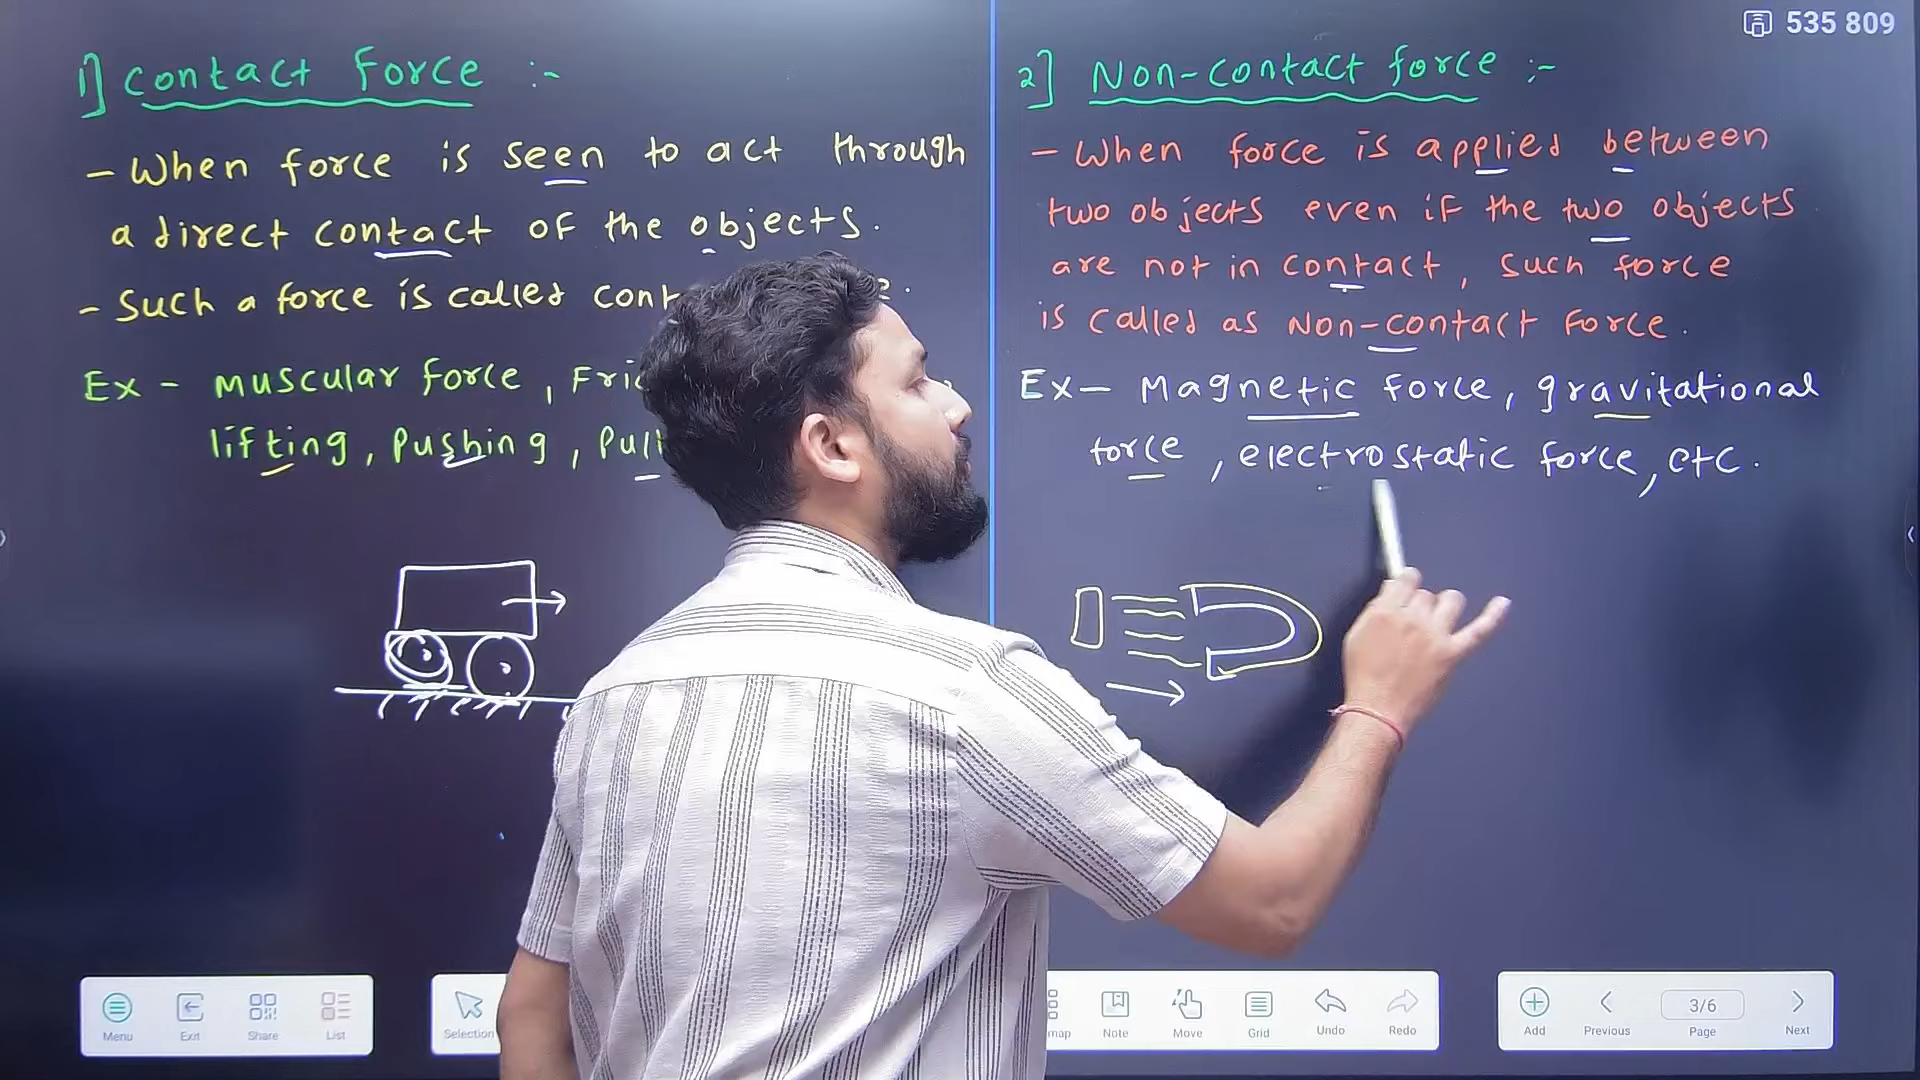 535 809
1] Contact Force :-
- When force is seen to act through
a direct contact of the objects.
- Such a force is called
Ex - Muscular force,
lifting, Pushing,
2] Non-contact force :-
- When force is applied between
two objects even if the two objects
are not in contact, such force
is called as Non-contact Force.
Ex - Magnetic force, gravitational
force, electrostatic force, etc.
Menu
Exit
Share
List
Selection
Note
Move
Grid
Undo
Redo
Add
Previous
3/6
Page
Next